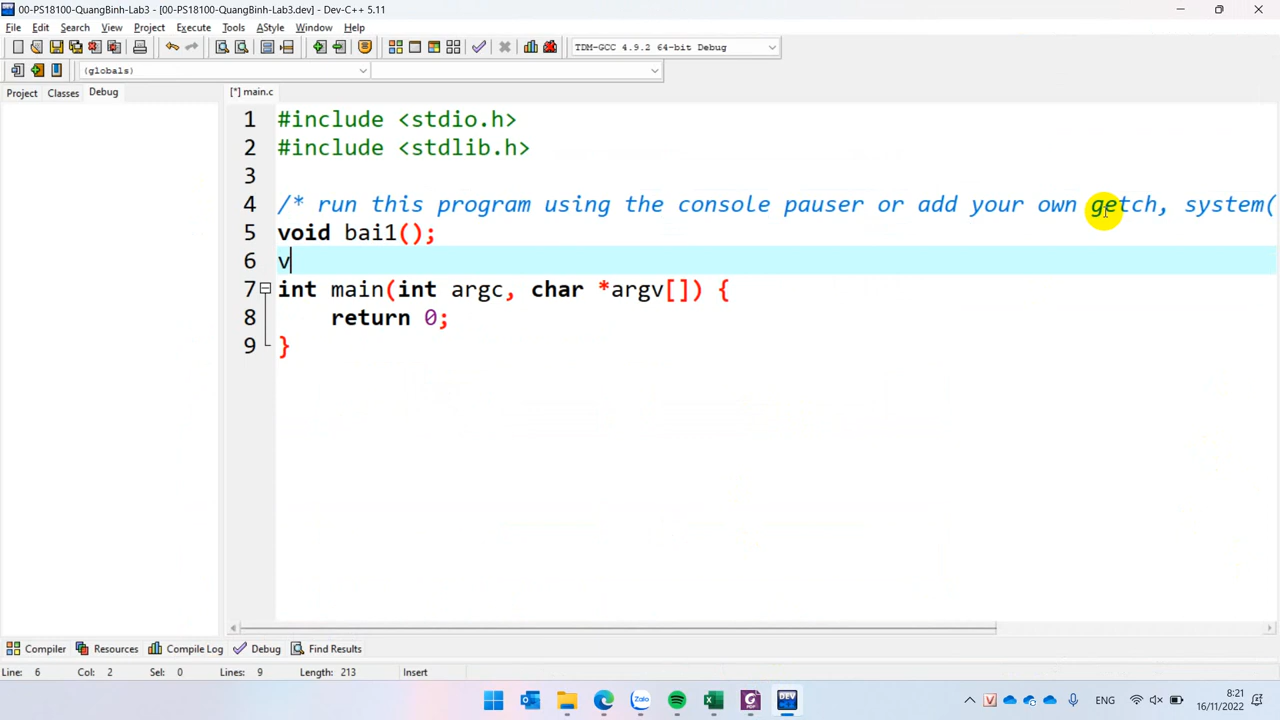 00-PS18100-QuangBinh-Lab3 - [00-PS18100-QuangBinh-Lab3.dev] - Dev-C++ 5.11
File Edit Search View Project Execute Tools AStyle Window Help
TDM-GCC 4.9.2 64-bit Debug
(globals)
Project Classes Debug [*] main.c
1 #include <stdio.h>
2 #include <stdlib.h>
3
4 /* run this program using the console pauser or add your own getch, system(
5 void bai1();
6 v
7 int main(int argc, char *argv[]) {
8 return 0;
9 }
Compiler Resources Compile Log Debug Find Results
Line: 6 Col: 2 Sel: 0 Lines: 9 Length: 213 Insert
Zalo DEV ENG 8:21
16/11/2022